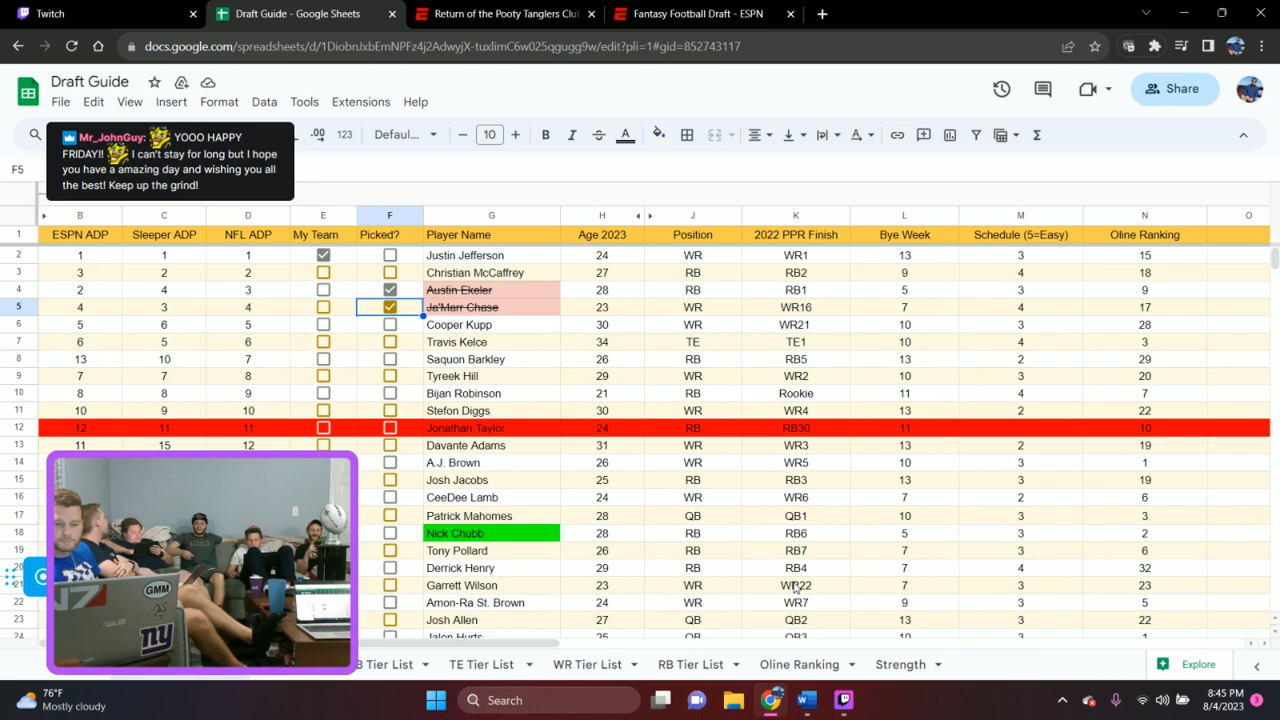 Twitch
Draft Guide - Google Sheets
Return of the Pooty Tanglers Clu
Fantasy Football Draft - ESPN
docs.google.com/spreadsheets/d/1DiobnJxbEmNPFz4j2AdwyjX-tuxlimC6w025qgugg9w/edit?pli=1#gid=852743117
Draft Guide
File Edit View Insert Format Data Tools Extensions Help
Share
.00 123 Defaul... 10 B I S A
Mr_JohnGuy: YOOO HAPPY
FRIDAY!! I can't stay for long but I hope
you have a amazing day and wishing you all
the best! Keep up the grind!
F5
B C D E F G H J K L M N O
1 ESPN ADP Sleeper ADP NFL ADP My Team Picked? Player Name Age 2023 Position 2022 PPR Finish Bye Week Schedule (5=Easy) Oline Ranking
2 1 1 1 Justin Jefferson 24 WR WR1 13 3 15
3 3 2 2 Christian McCaffrey 27 RB RB2 9 4 18
4 2 4 3 Austin Ekeler 28 RB RB1 5 3 9
5 4 3 4 Ja'Marr Chase 23 WR WR16 7 4 17
6 5 6 5 Cooper Kupp 30 WR WR21 10 3 28
7 6 5 6 Travis Kelce 34 TE TE1 10 4 3
8 13 10 7 Saquon Barkley 26 RB RB5 13 2 29
9 7 7 8 Tyreek Hill 29 WR WR2 10 3 20
10 8 8 9 Bijan Robinson 21 RB Rookie 11 4 7
11 10 9 10 Stefon Diggs 30 WR WR4 13 2 22
12 12 11 11 Jonathan Taylor 24 RB RB30 11 10
13 11 15 12 Davante Adams 31 WR WR3 13 2 19
14 A.J. Brown 26 WR WR5 10 3 1
15 Josh Jacobs 25 RB RB3 13 3 19
16 CeeDee Lamb 24 WR WR6 7 2 6
17 Patrick Mahomes 28 QB QB1 10 3 3
18 Nick Chubb 28 RB RB6 5 3 2
19 Tony Pollard 26 RB RB7 7 3 6
20 Derrick Henry 29 RB RB4 7 4 32
21 Garrett Wilson 23 WR WR22 7 3 23
22 Amon-Ra St. Brown 24 WR WR7 9 3 5
23 Josh Allen 27 QB QB2 13 3 22
Jalen Hurts 25 QB QB3 10 3 1
GMM
N7
ny
B Tier List TE Tier List WR Tier List RB Tier List Oline Ranking Strength
Explore
76°F
Mostly cloudy
Search
8:45 PM
8/4/2023
3